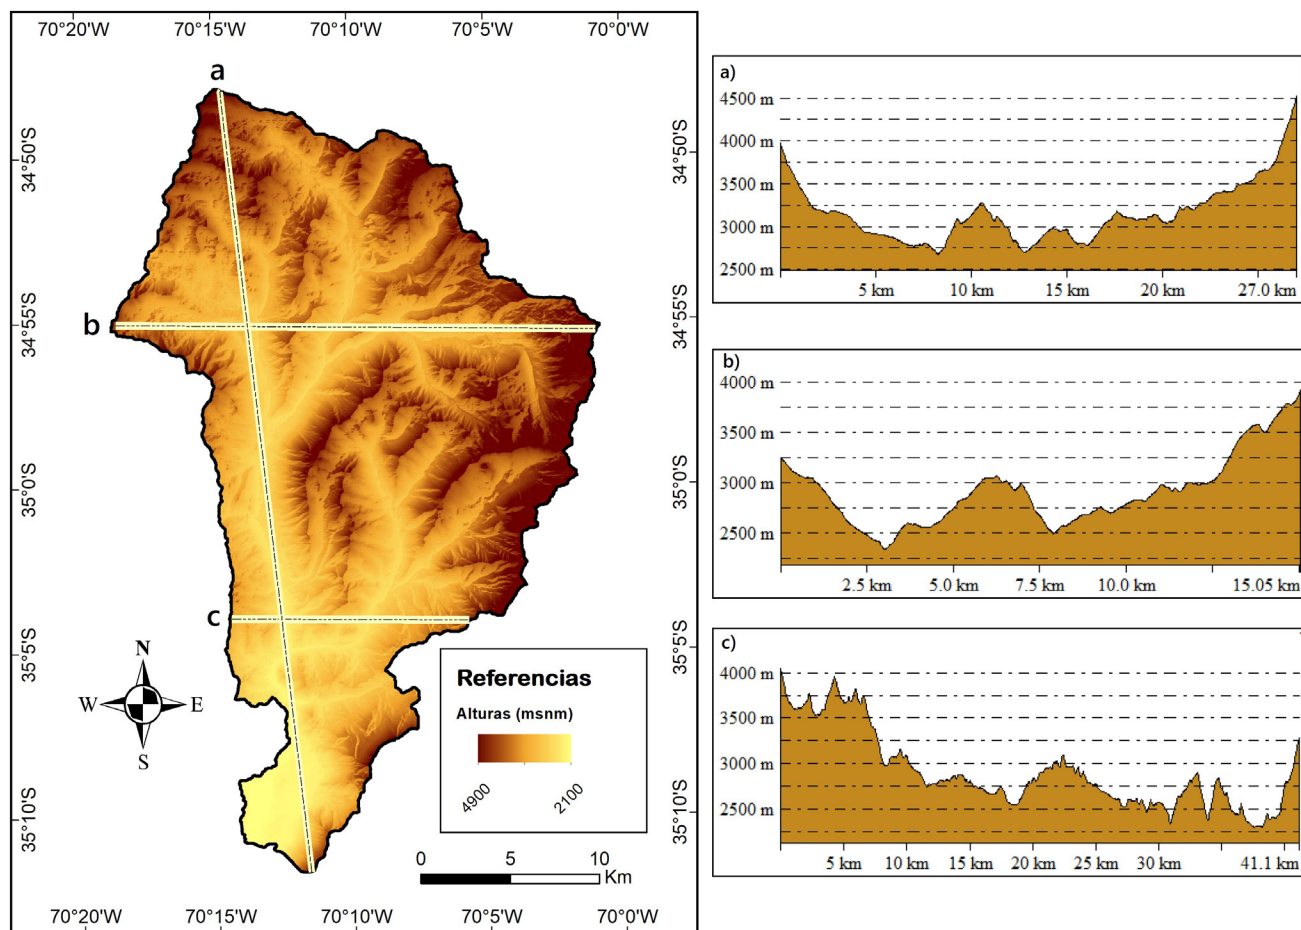 70°20'W 70°15'W 70°10'W 70°5'W 70°0'W
a
34°50'S
34°50'S
b
34°55'S
34°55'S
35°0'S
35°0'S
c
35°5'S
35°5'S
35°10'S
35°10'S
N
W E
S
Referencias
Alturas (msnm)
4900 2100
0 5 10
Km
70°20'W 70°15'W 70°10'W 70°5'W 70°0'W
a)
4500 m
4000 m
3500 m
3000 m
2500 m
5 km 10 km 15 km 20 km 27.0 km
b)
4000 m
3500 m
3000 m
2500 m
2.5 km 5.0 km 7.5 km 10.0 km 15.05 km
c)
4000 m
3500 m
3000 m
2500 m
5 km 10 km 15 km 20 km 25 km 30 km 41.1 km